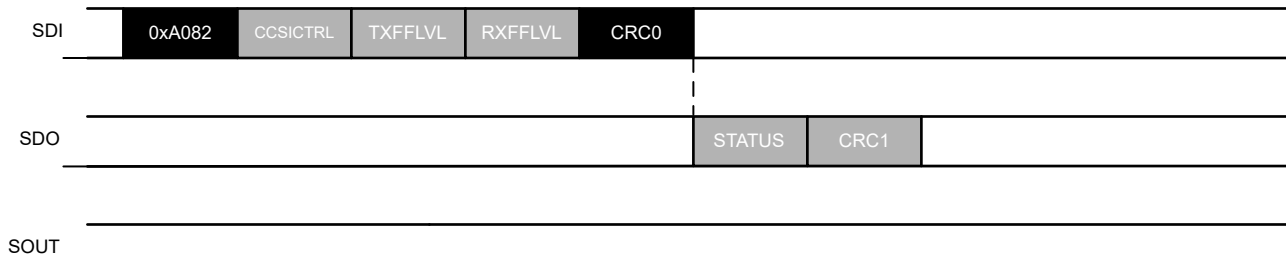 SDI 0xA082 CCSICTRL TXFFLVL RXFFLVL CRC0
SDO STATUS CRC1
SOUT